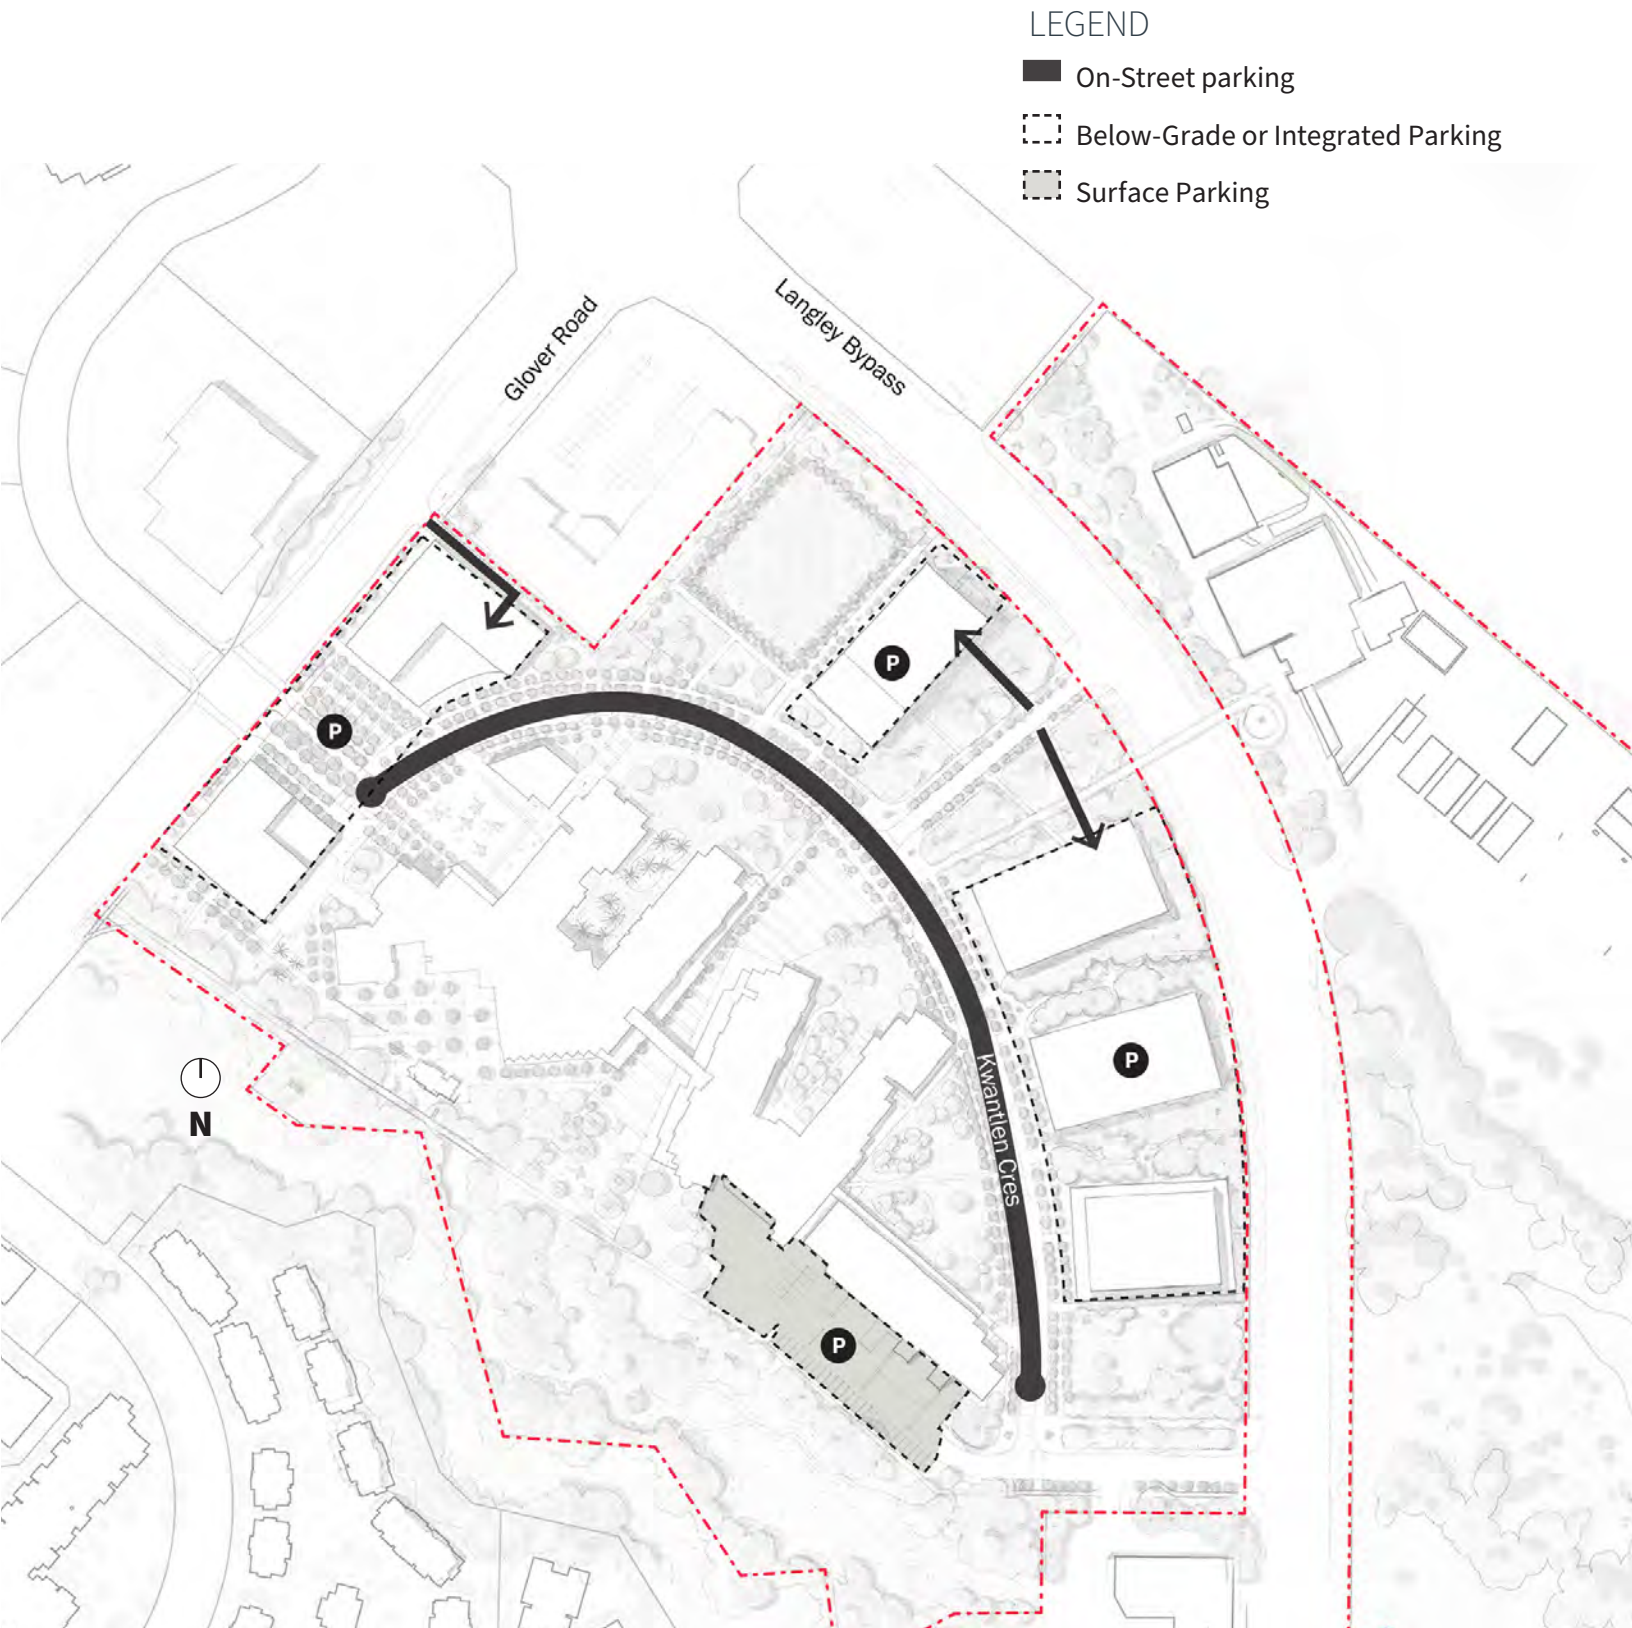 LEGEND
On-Street parking
Below-Grade or Integrated Parking
Surface Parking
Glover Road
Langley Bypass
P
P
P
Kwantlen Cres
N
P